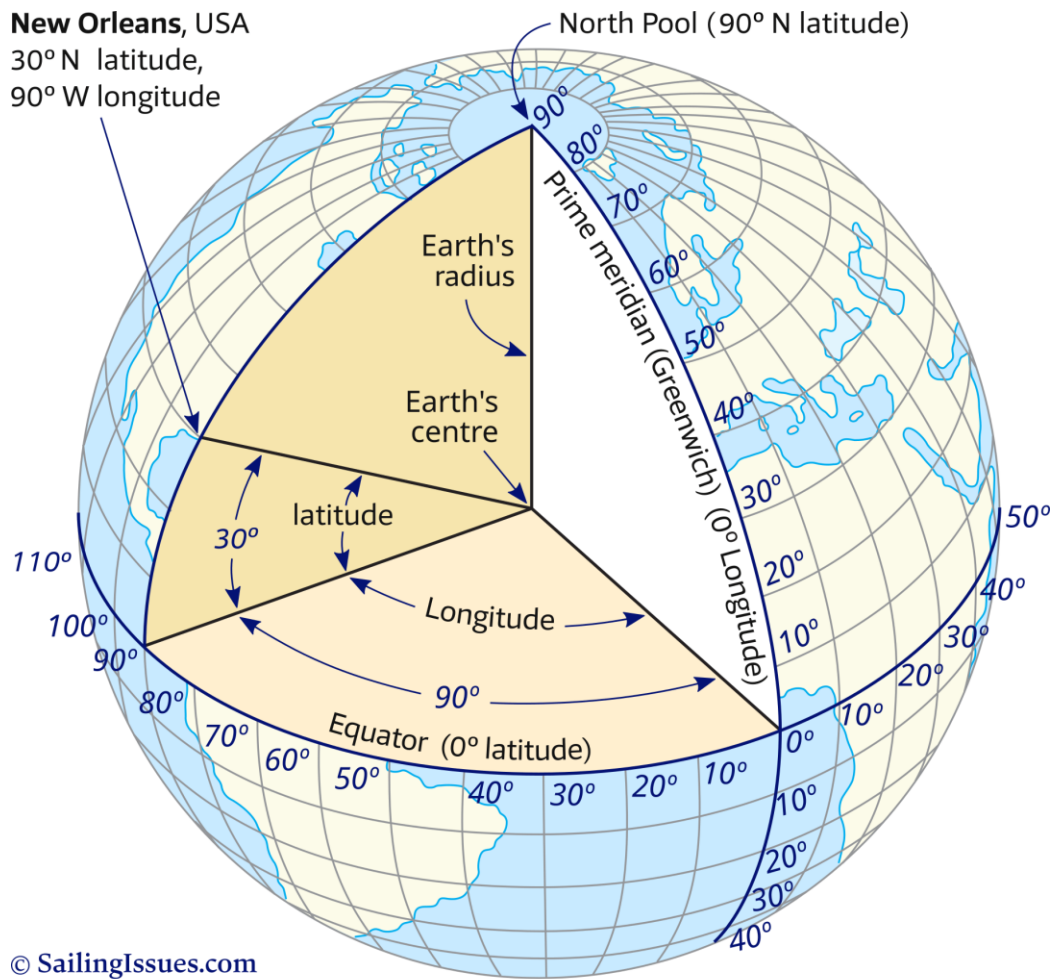 New Orleans, USA
30º N latitude,
90º W longitude
North Pool (90º N latitude)
90º
80º
70º
60º
50º
40º
30º
20º
10º
Prime meridian (Greenwich) (0º Longitude)
Earth's
radius
Earth's
centre
latitude
30º
Longitude
90º
Equator (0º latitude)
110º
100º
90º
80º
70º
60º
50º
40º
30º
20º
10º
0º
10º
20º
30º
40º
50º
10º
20º
30º
40º
© SailingIssues.com